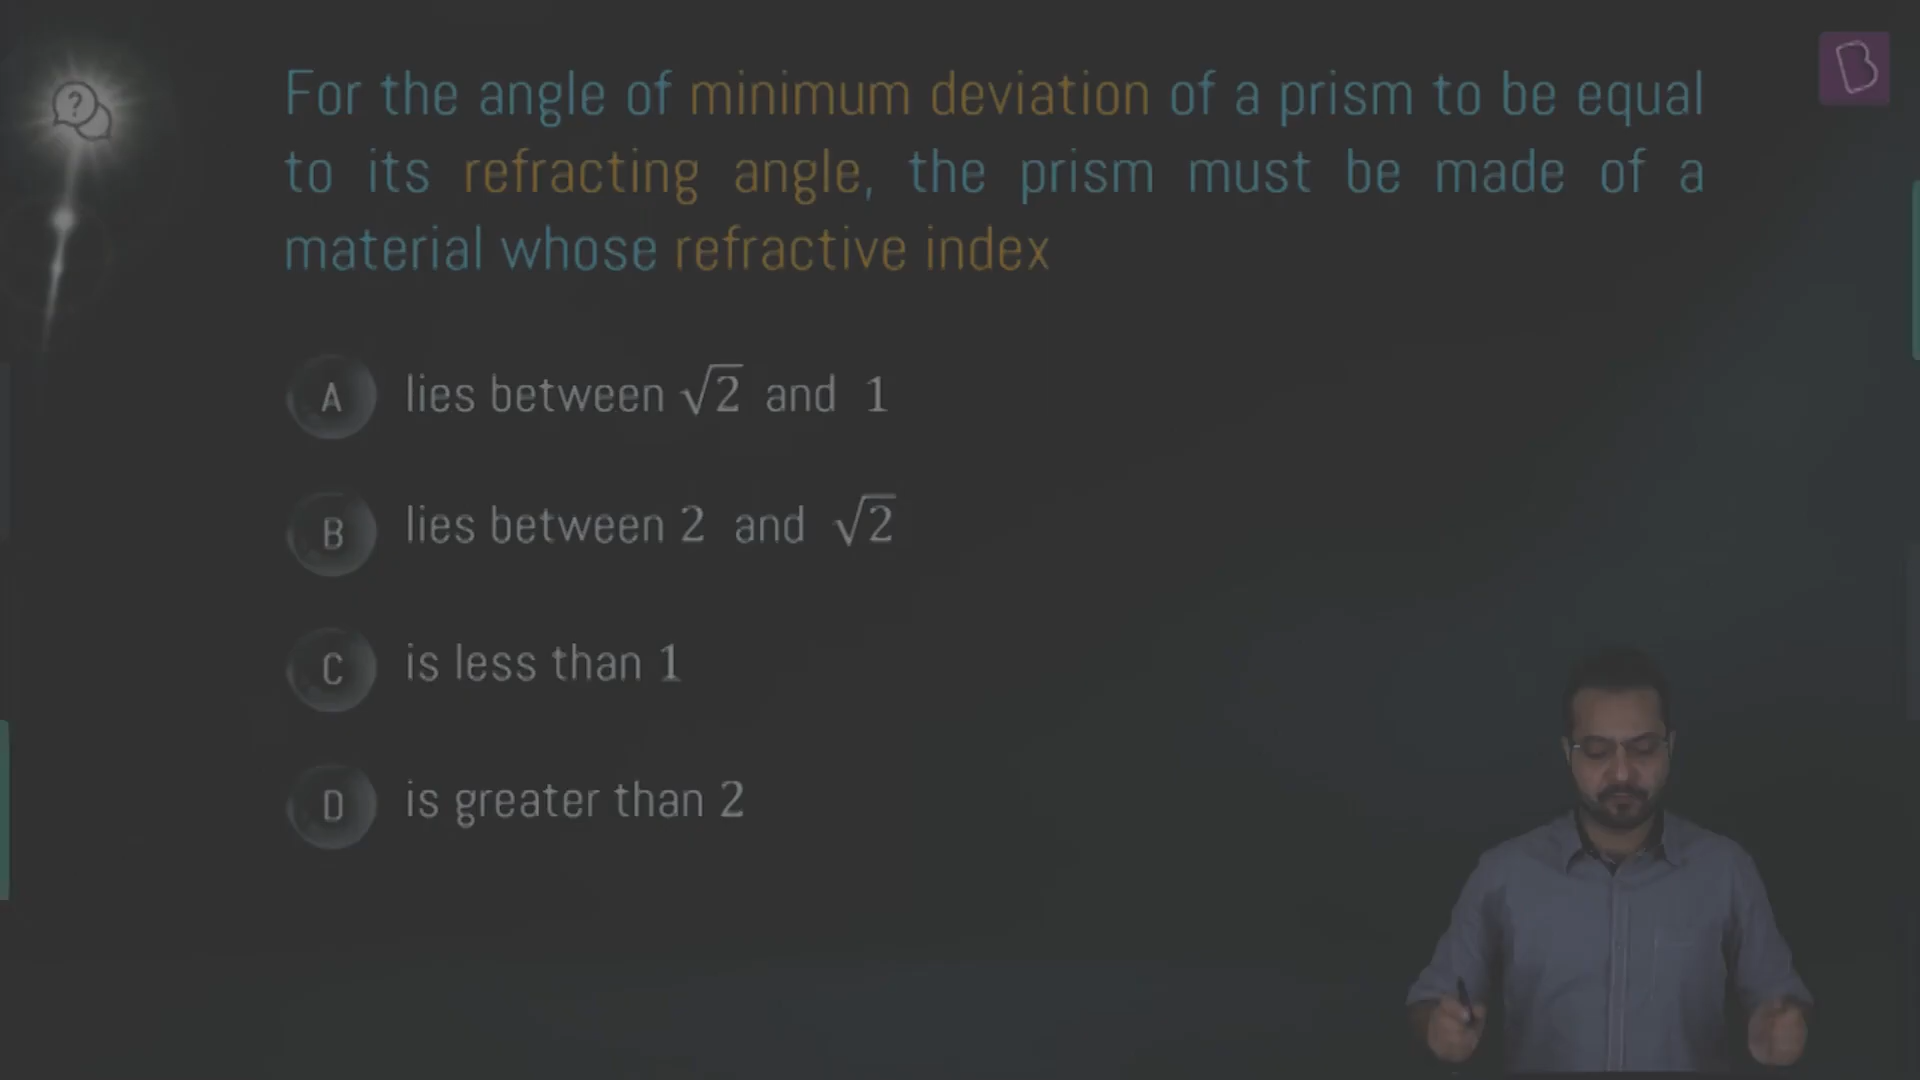 For the angle of minimum deviation of a prism to be equal
to its refracting angle, the prism must be made of a
material whose refractive index
A lies between √2 and 1
B lies between 2 and √2
C is less than 1
D is greater than 2
?
B